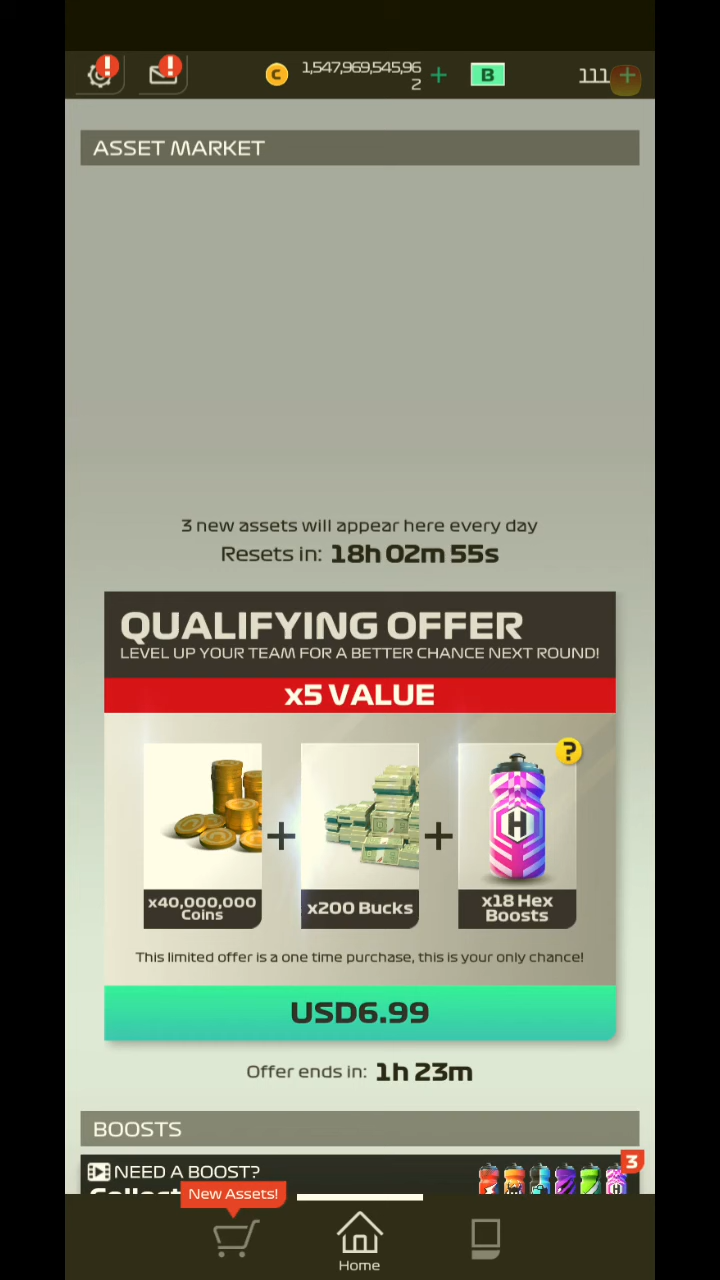 1,547,969,545,96
2
C
B
111
ASSET MARKET
3 new assets will appear here every day
Resets in: 18h 02m 55s
QUALIFYING OFFER
LEVEL UP YOUR TEAM FOR A BETTER CHANCE NEXT ROUND!
x5 VALUE
?
H
x40,000,000
Coins
x200 Bucks
x18 Hex
Boosts
This limited offer is a one time purchase, this is your only chance!
USD6.99
Offer ends in: 1h 23m
BOOSTS
NEED A BOOST?
3
New Assets!
Home